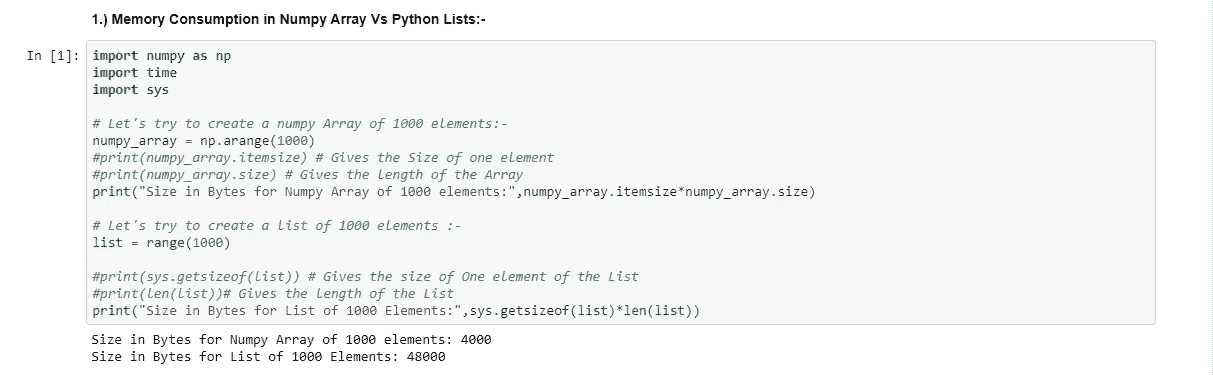 1.) Memory Consumption in Numpy Array Vs Python Lists:-
In [1]: import numpy as np
import time
import sys
# Let's try to create a numpy Array of 1000 elements:-
numpy_array = np.arange(1000)
#print(numpy_array.itemsize) # Gives the Size of one element
#print(numpy_array.size) # Gives the Length of the Array
print("Size in Bytes for Numpy Array of 1000 elements:",numpy_array.itemsize*numpy_array.size)
# Let's try to create a List of 1000 elements :-
list = range(1000)
#print(sys.getsizeof(List)) # Gives the size of One element of the List
#print(len(List))# Gives the Length of the List
print("Size in Bytes for List of 1000 Elements:",sys.getsizeof(list)*len(list))
Size in Bytes for Numpy Array of 1000 elements: 4000
Size in Bytes for List of 1000 Elements: 48000